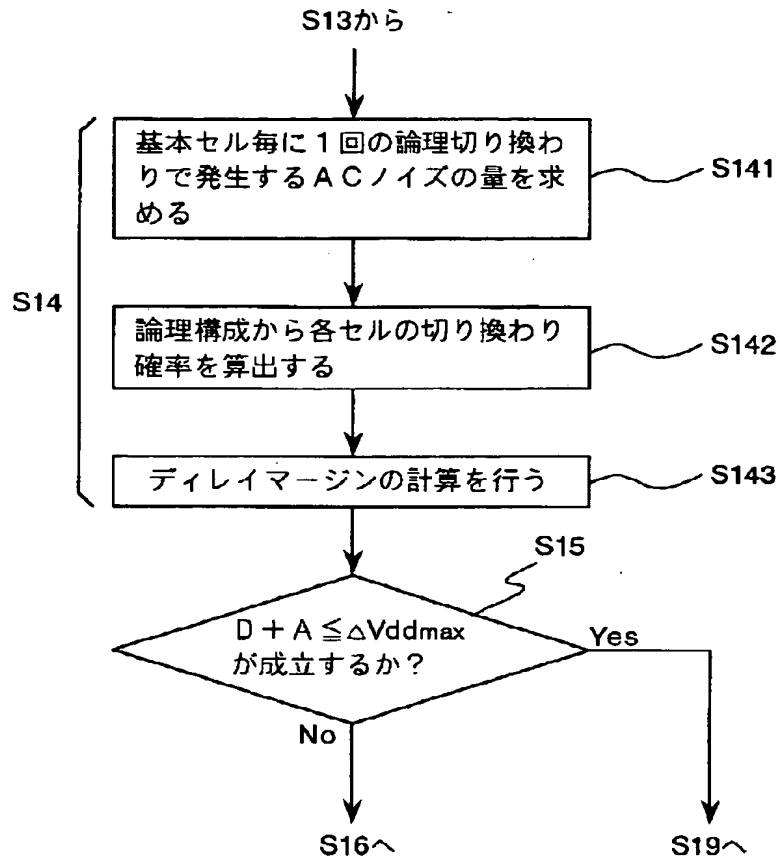 S13から
基本セル毎に1回の論理切り換わ
りで発生するACノイズの量を求
める
S141
S14
論理構成から各セルの切り換わり
確率を算出する
S142
ディレイマージンの計算を行う
S143
S15
D+A≦△Vddmax
が成立するか?
Yes
No
S16へ
S19へ